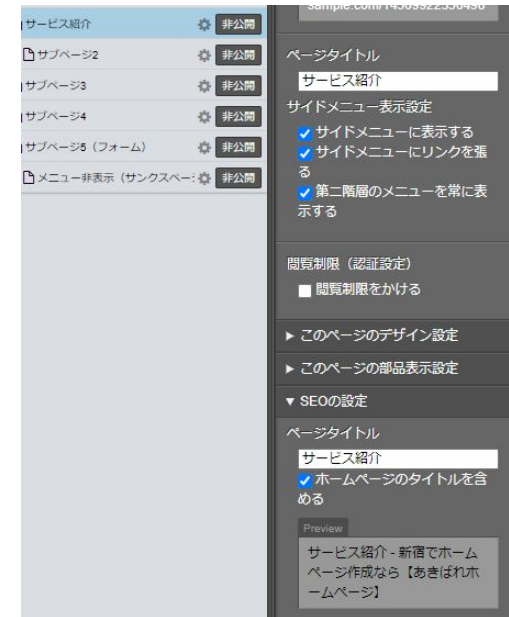 サービス紹介 非公開
サブページ2 非公開
サブページ3 非公開
サブページ4 非公開
サブページ5（フォーム） 非公開
メニュー非表示（サンクスペー 非公開
sample.com/14569922550498
ページタイトル
サービス紹介
サイドメニュー表示設定
サイドメニューに表示する
サイドメニューにリンクを張
る
第二階層のメニューを常に表
示する
閲覧制限（認証設定）
閲覧制限をかける
▶ このページのデザイン設定
▶ このページの部品表示設定
▼ SEOの設定
ページタイトル
サービス紹介
ホームページのタイトルを含
める
Preview
サービス紹介 - 新宿でホーム
ページ作成なら【あきばれホ
ームページ】